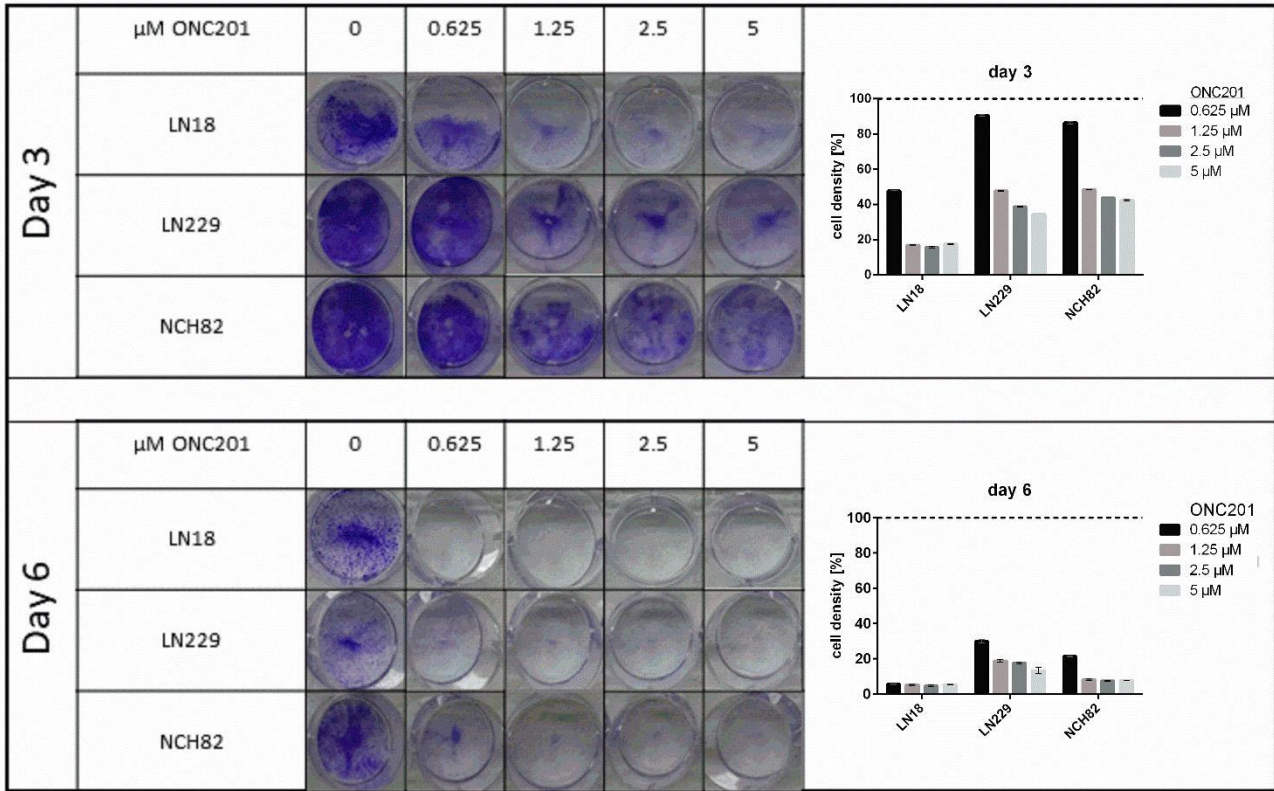 µM ONC201 0 0.625 1.25 2.5 5
Day 3
LN18
LN229
NCH82
day 3
ONC201
0.625 µM
1.25 µM
2.5 µM
5 µM
cell density [%]
100
80
60
40
20
0
LN18 LN229 NCH82
µM ONC201 0 0.625 1.25 2.5 5
Day 6
LN18
LN229
NCH82
day 6
ONC201
0.625 µM
1.25 µM
2.5 µM
5 µM
cell density [%]
100
80
60
40
20
0
LN18 LN229 NCH82